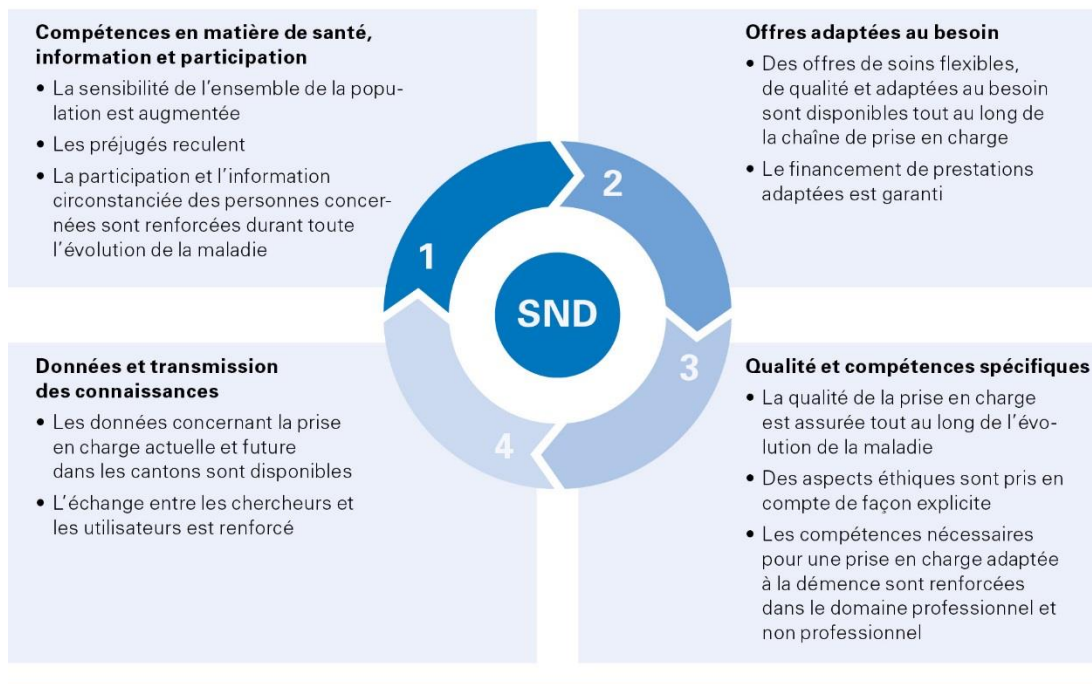 Compétences en matière de santé,
information et participation
• La sensibilité de l'ensemble de la popu-
lation est augmentée
• Les préjugés reculent
• La participation et l'information
circonstanciée des personnes concer-
nées sont renforcées durant toute
l'évolution de la maladie
Offres adaptées au besoin
• Des offres de soins flexibles,
de qualité et adaptées au besoin
sont disponibles tout au long de
la chaîne de prise en charge
• Le financement de prestations
adaptées est garanti
1
2
SND
3
4
Données et transmission
des connaissances
• Les données concernant la prise
en charge actuelle et future
dans les cantons sont disponibles
• L'échange entre les chercheurs et
les utilisateurs est renforcé
Qualité et compétences spécifiques
• La qualité de la prise en charge
est assurée tout au long de l'évo-
lution de la maladie
• Des aspects éthiques sont pris en
compte de façon explicite
• Les compétences nécessaires
pour une prise en charge adaptée
à la démence sont renforcées
dans le domaine professionnel et
non professionnel